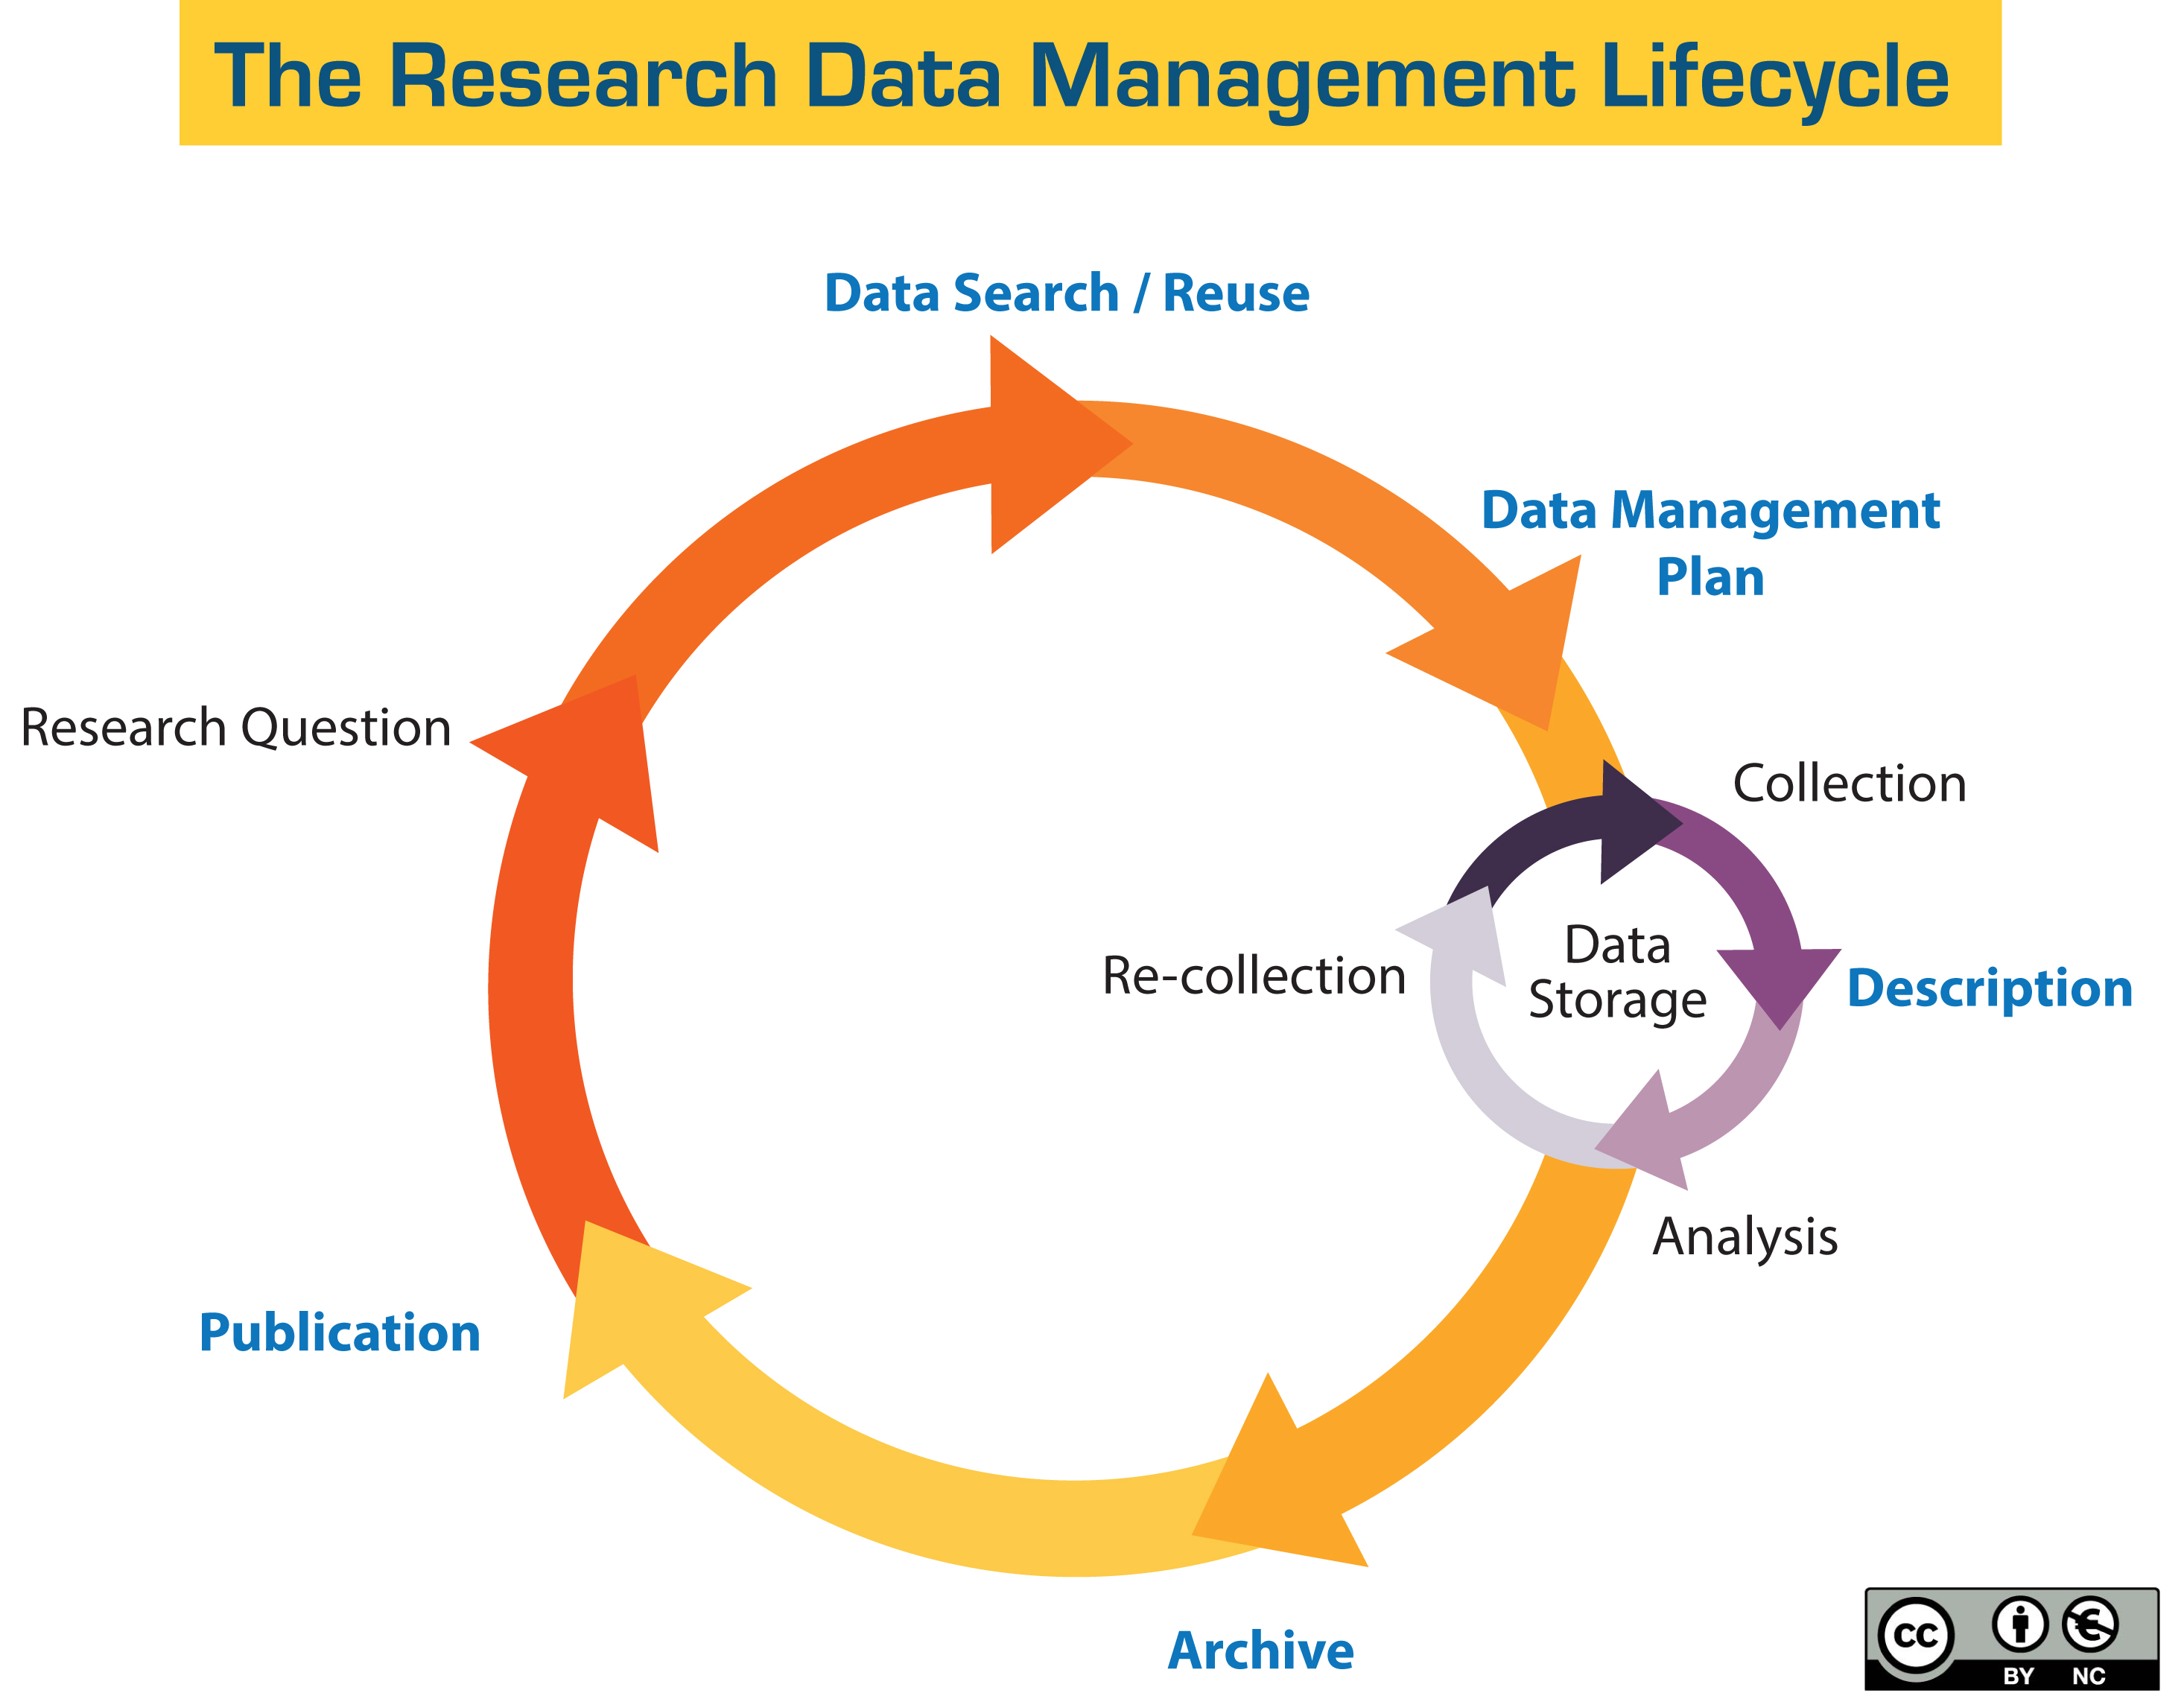 The Research Data Management Lifecycle
Data Search / Reuse
Data Management
Plan
Research Question
Collection
Re-collection
Data
Storage
Description
Analysis
Publication
Archive
cc
BY NC